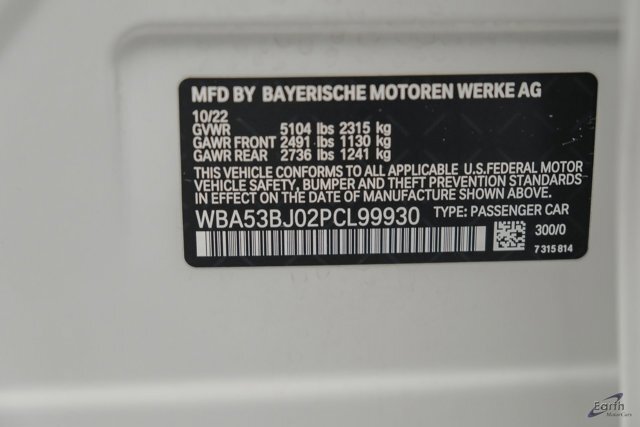 MFD BY BAYERISCHE MOTOREN WERKE AG
10/22
GVWR 5104 lbs 2315 kg
GAWR FRONT 2491 lbs 1130 kg
GAWR REAR 2736 lbs 1241 kg
THIS VEHICLE CONFORMS TO ALL APPLICABLE U.S.FEDERAL MOTOR
VEHICLE SAFETY, BUMPER AND THEFT PREVENTION STANDARDS
IN EFFECT ON THE DATE OF MANUFACTURE SHOWN ABOVE.
WBA53BJ02PCL99930 TYPE: PASSENGER CAR
300/0
7 315 814
Earth
MotorCars